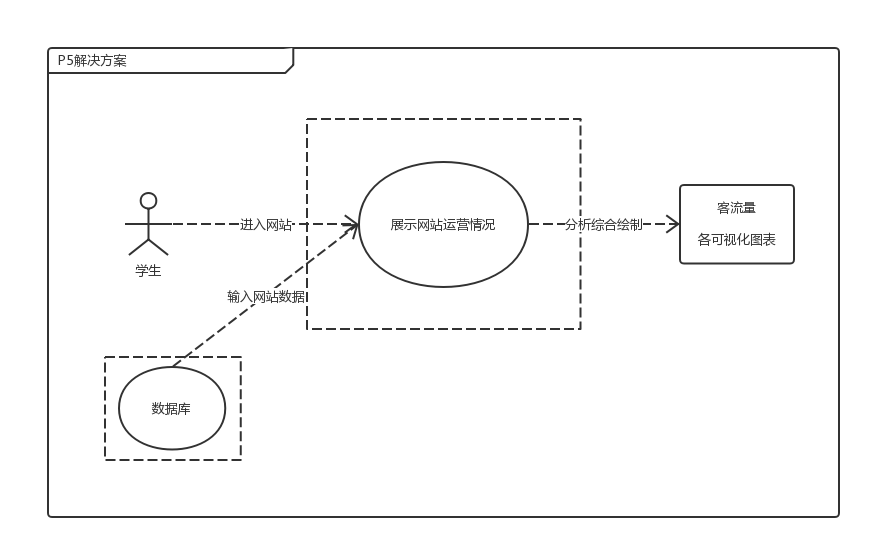 P5解决方案
进入网站
展示网站运营情况
分析综合绘制
客流量
各可视化图表
学生
输入网站数据
数据库